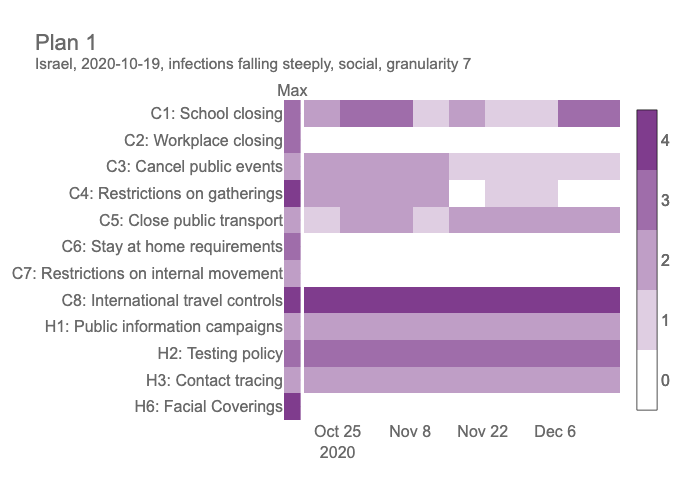 Plan 1
Israel, 2020-10-19, infections falling steeply, social, granularity 7
Max
C1: School closing
C2: Workplace closing
C3: Cancel public events
C4: Restrictions on gatherings
C5: Close public transport
C6: Stay at home requirements
C7: Restrictions on internal movement
C8: International travel controls
H1: Public information campaigns
H2: Testing policy
H3: Contact tracing
H6: Facial Coverings
4
3
2
1
0
Oct 25 Nov 8 Nov 22 Dec 6
2020